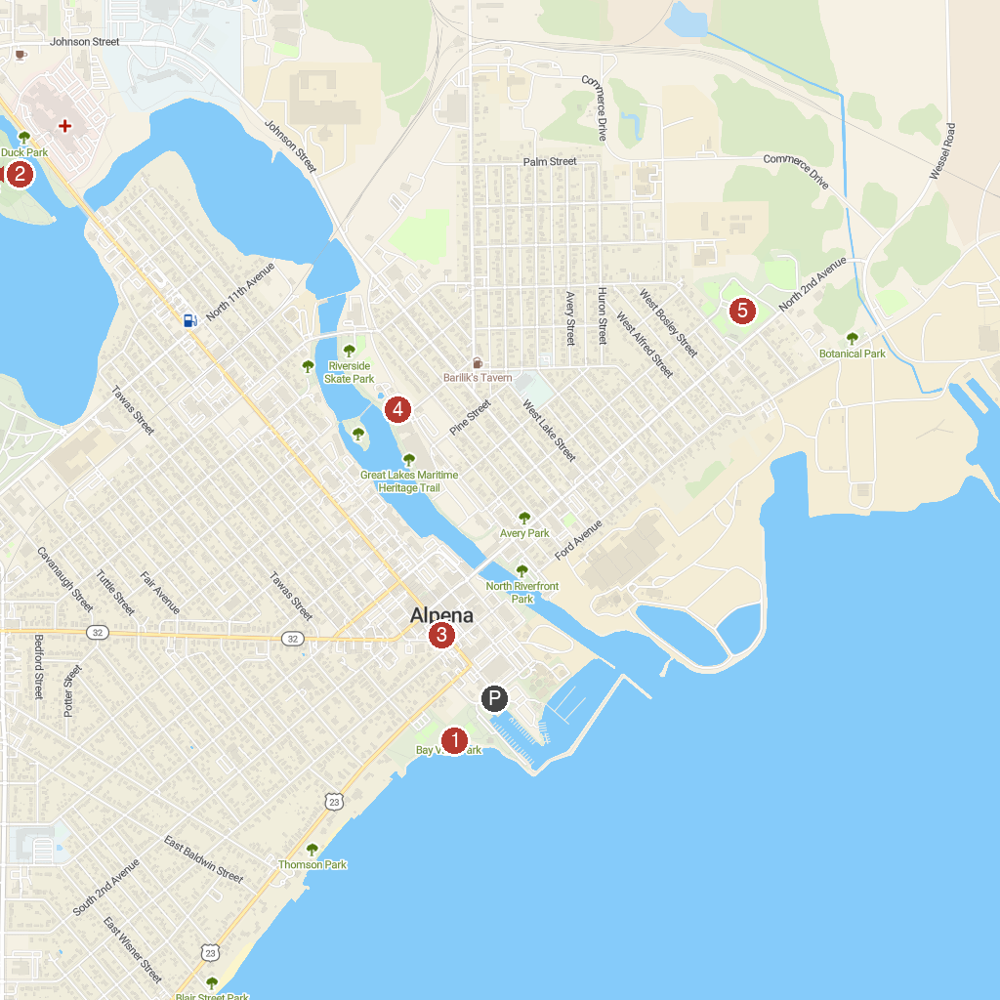 Johnson Street
Commerce Drive
Johnson Street
Wessel Road
Duck Park
2
Palm Street
Commerce Drive
North 2nd Avenue
North 11th Avenue
Avery Street
Huron Street
West Bosley Street
West Alfred Street
5
Botanical Park
Riverside
Skate Park
Barilik's Tavern
Tawas Street
4
Pine Street
West Lake Street
Great Lakes Maritime
Heritage Trail
Avery Park
Ford Avenue
North Riverfront
Park
Cavanaugh Street
Tuttle Street
Fair Avenue
Tawas Street
Alpena
32
32
3
Bedford Street
Potter Street
P
1
Bay V Park
23
East Baldwin Street
Thomson Park
South 2nd Avenue
East Wisner Street
23
Blair Street Park